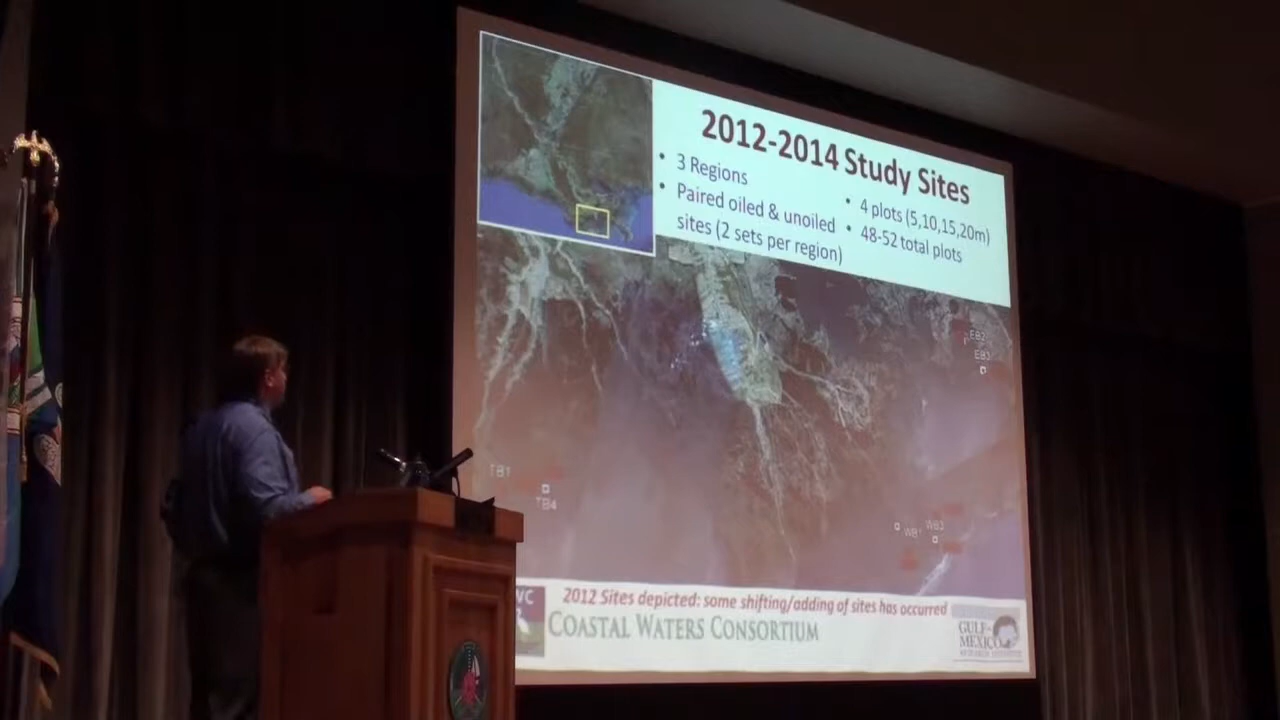 2012-2014 Study Sites
• 3 Regions
• Paired oiled & unoiled
sites (2 sets per region)
• 4 plots (5,10,15,20m)
• 48-52 total plots
EB2
EB3
TB1
TB4
WB1
WB3
2012 Sites depicted: some shifting/adding of sites has occurred
COASTAL WATERS CONSORTIUM
GULF of
MEXICO